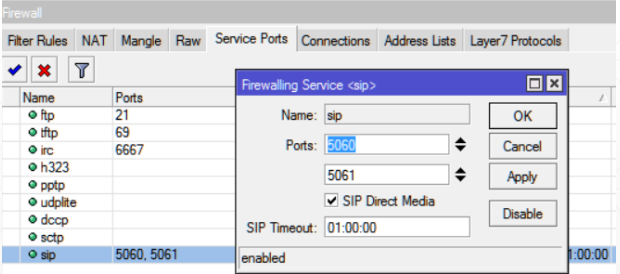 Firewall
Filter Rules NAT Mangle Raw Service Ports Connections Address Lists Layer7 Protocols
Name Ports
ftp 21
tftp 69
irc 6667
h323
pptp
udplite
dccp
sctp
sip 5060, 5061 1:00:00
Firewalling Service <sip>
Name: sip OK
Ports: 5060 Cancel
5061 Apply
SIP Direct Media
Disable
SIP Timeout: 01:00:00
enabled